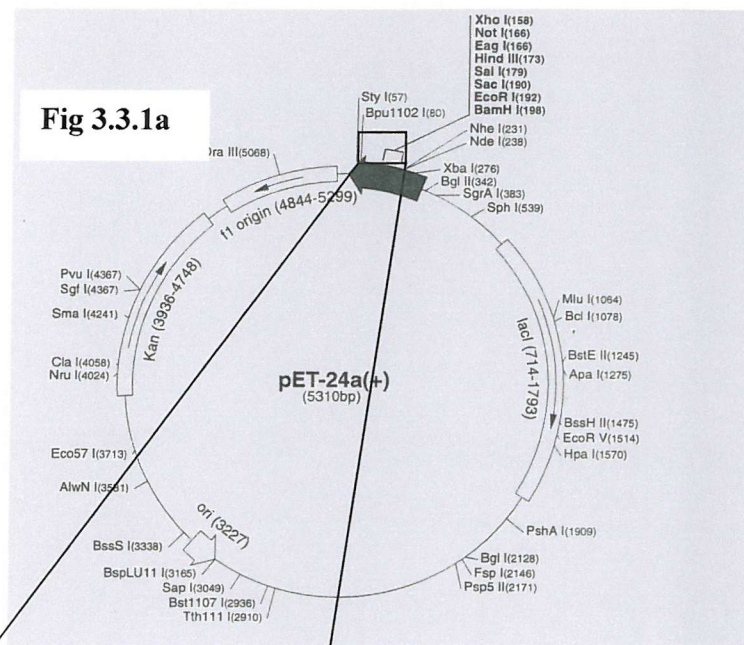 Fig 3.3.1a
Xho I(158)
Not I(166)
Eag I(166)
Hind III(173)
Sal I(179)
Sac I(190)
EcoR I(192)
BamH I(198)
Sty I(57)
Bpu1102 I(80)
Nhe I(231)
Nde I(238)
Xba I(276)
Bgl II(342)
SgrA I(383)
Sph I(539)
ra III(5068)
f1 origin (4844-5299)
Pvu I(4367)
Sgf I(4367)
Sma I(4241)
Kan (3936-4748)
Cla I(4058)
Nru I(4024)
Mlu I(1064)
Bcl I(1078)
lacI (714-1793)
BstE II(1245)
Apa I(1275)
pET-24a(+)
(5310bp)
BssH II(1475)
EcoR V(1514)
Hpa I(1570)
Eco57 I(3713)
AlwN I(3581)
ori (3227)
PshA I(1909)
BssS I(3338)
BspLU11 I(3165)
Sap I(3049)
Bst1107 I(2936)
Tth111 I(2910)
Bgl I(2128)
Fsp I(2146)
Psp5 II(2171)